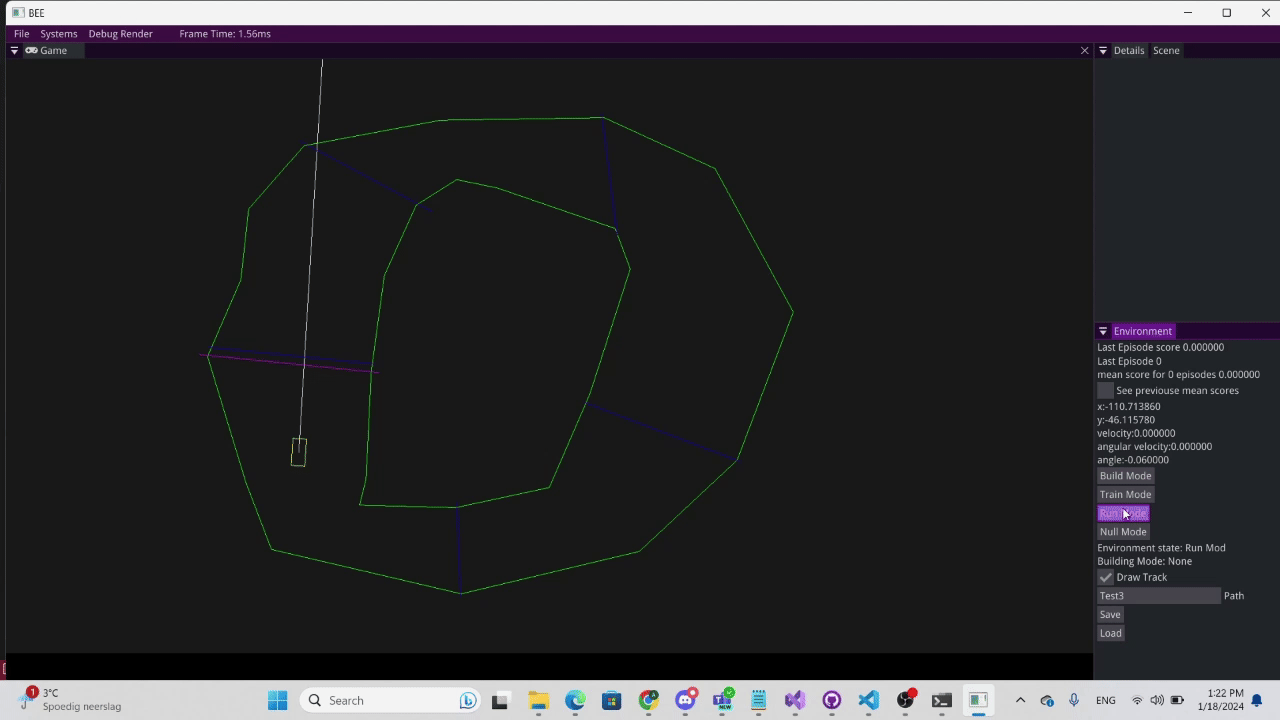 BEE
File Systems Debug Render Frame Time: 1.56ms
Game
Details Scene
Environment
Last Episode score 0.000000
Last Episode 0
mean score for 0 episodes 0.000000
See previouse mean scores
x:-110.713860
y:-46.115780
velocity:0.000000
angular velocity:0.000000
angle:-0.060000
Build Mode
Train Mode
Run Mode
Null Mode
Environment state: Run Mod
Building Mode: None
Draw Track
Test3 Path
Save
Load
1
3°C
Spedig neerslag
Search
NEW
ENG
1:22 PM
1/18/2024